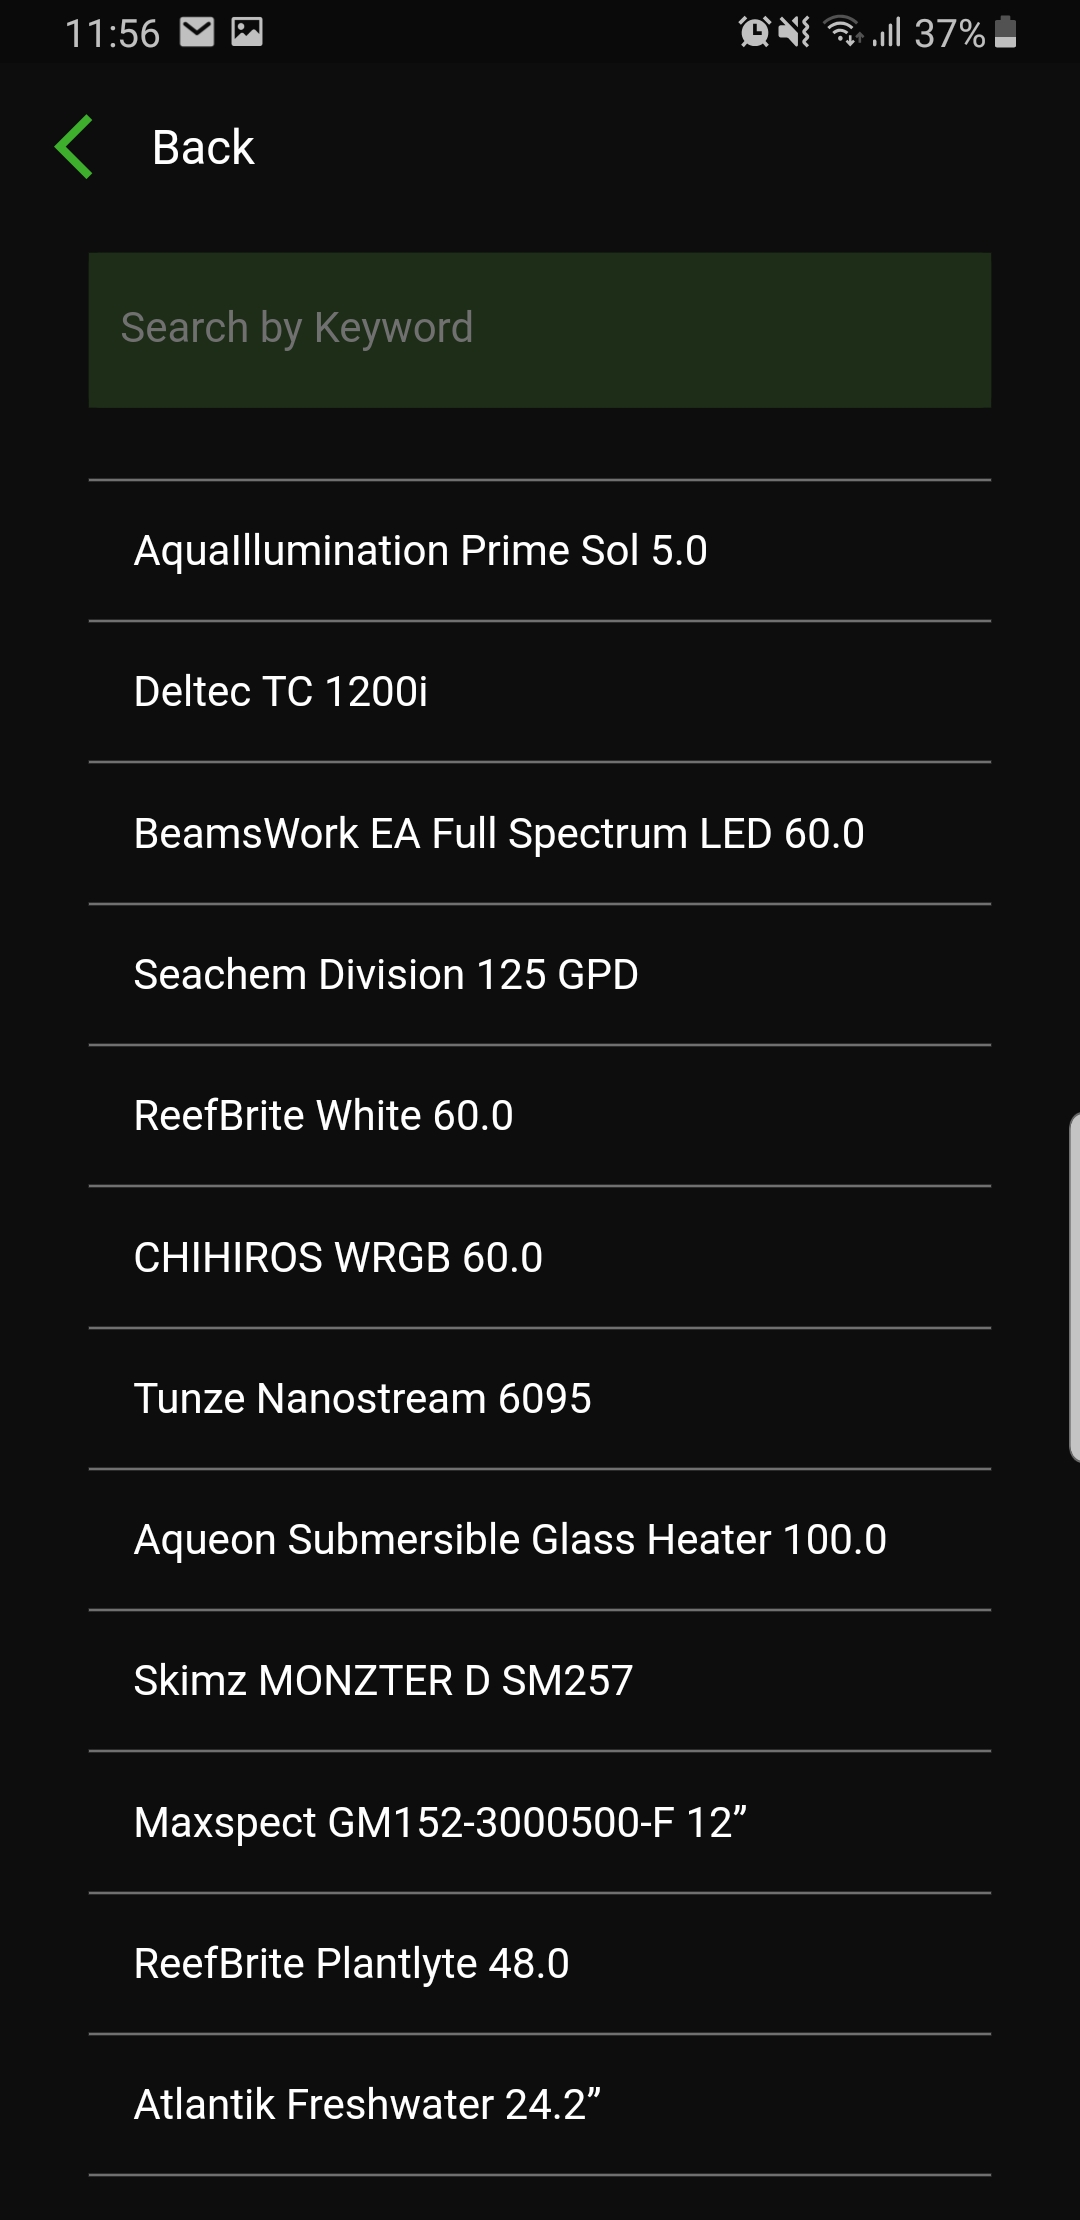 11:56
37%
Back
Search by Keyword
AquaIllumination Prime Sol 5.0
Deltec TC 1200i
BeamsWork EA Full Spectrum LED 60.0
Seachem Division 125 GPD
ReefBrite White 60.0
CHIHIROS WRGB 60.0
Tunze Nanostream 6095
Aqueon Submersible Glass Heater 100.0
Skimz MONZTER D SM257
Maxspect GM152-3000500-F 12”
ReefBrite Plantlyte 48.0
Atlantik Freshwater 24.2”